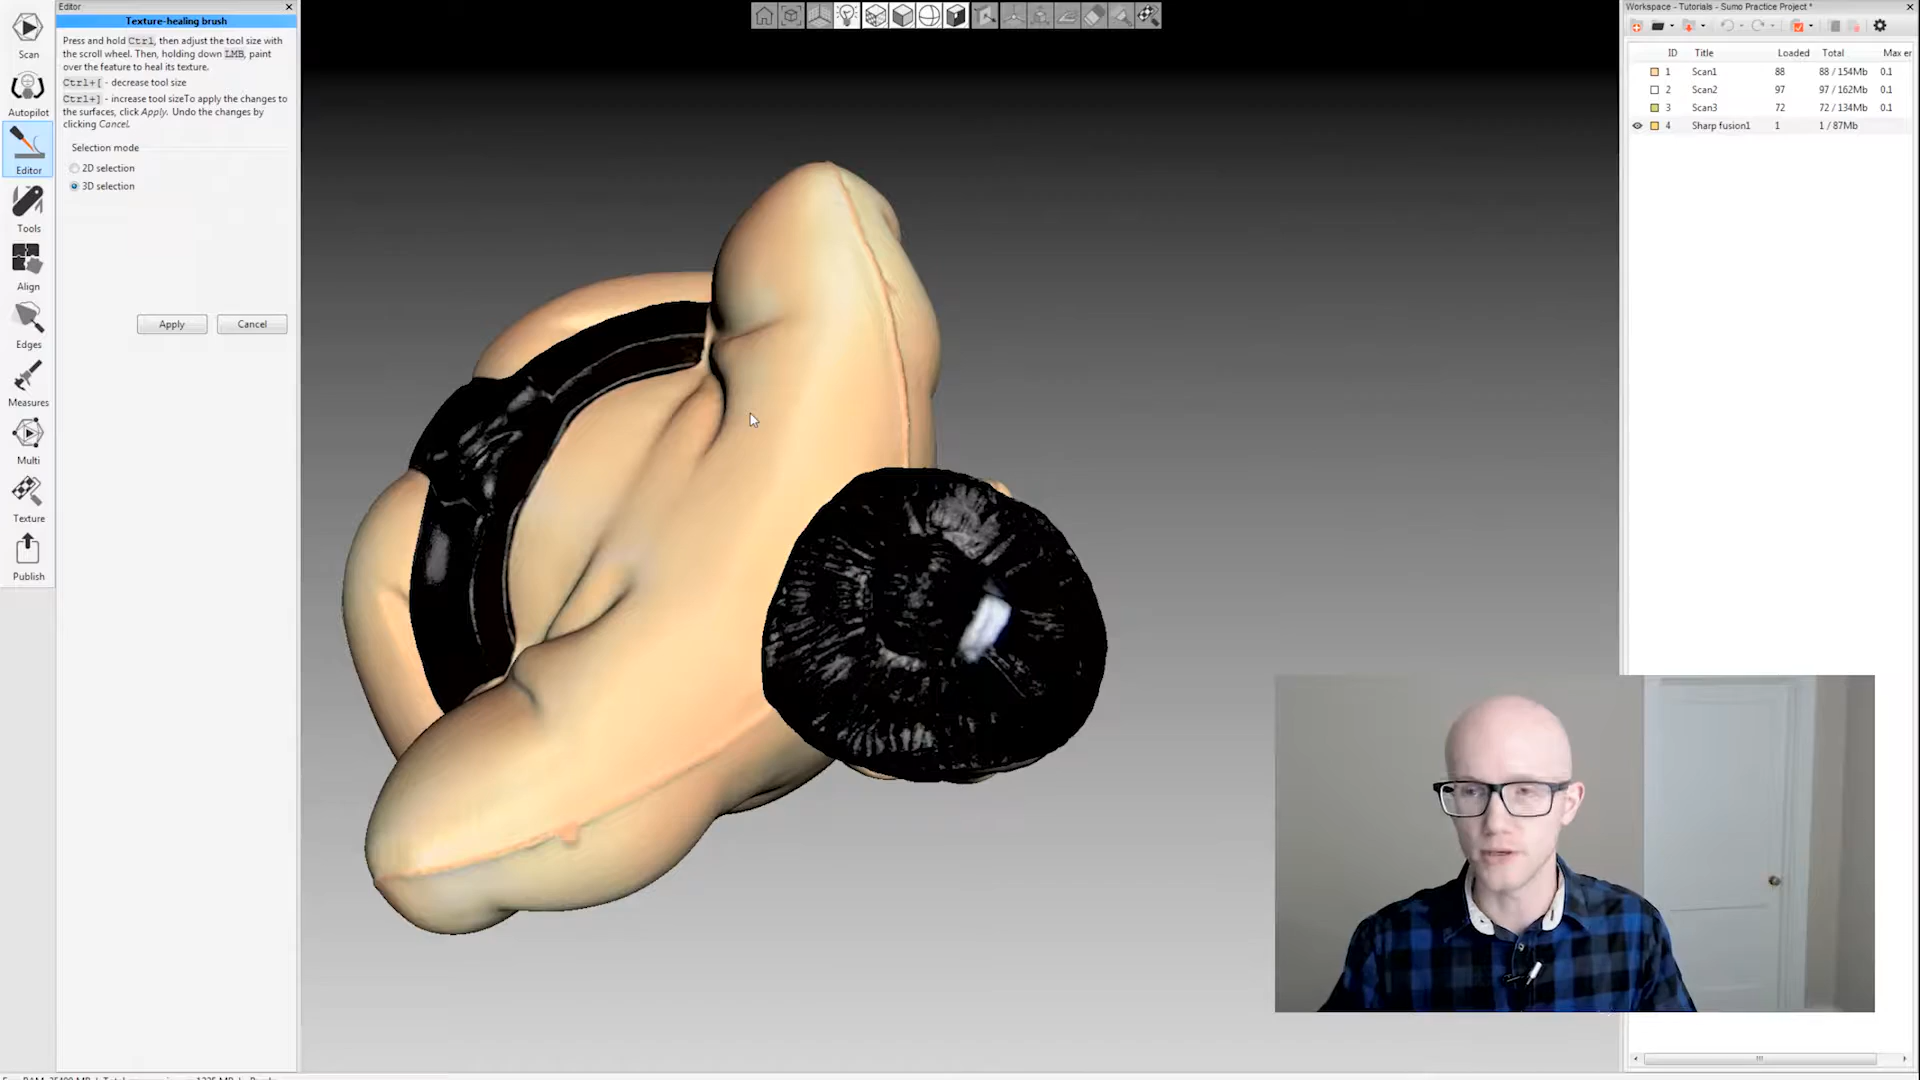 Editor
Texture-healing brush
Press and hold Ctrl, then adjust the tool size with
the scroll wheel. Then, holding down LMB, paint
over the feature to heal its texture.
Ctrl+[ - decrease tool size
Ctrl+] - increase tool sizeTo apply the changes to
the surfaces, click Apply. Undo the changes by
clicking Cancel.
Selection mode
2D selection
3D selection
Apply Cancel
Scan
Autopilot
Editor
Tools
Align
Edges
Measures
Multi
Texture
Publish
Workspace - Tutorials - Sumo Practice Project *
ID Title Loaded Total Max er
1 Scan1 88 88 / 154Mb 0.1
2 Scan2 97 97 / 162Mb 0.1
3 Scan3 72 72 / 134Mb 0.1
4 Sharp fusion1 1 1 / 87Mb